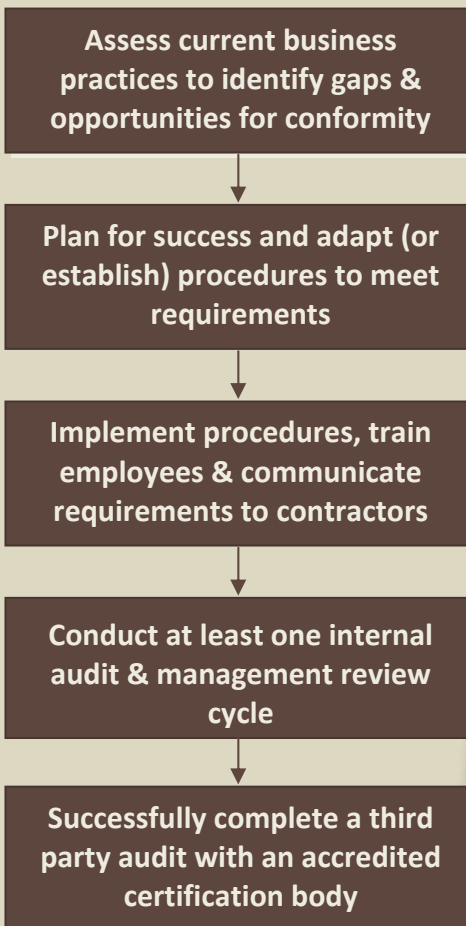 Assess current business
practices to identify gaps &
opportunities for conformity
Plan for success and adapt (or
establish) procedures to meet
requirements
Implement procedures, train
employees & communicate
requirements to contractors
Conduct at least one internal
audit & management review
cycle
Successfully complete a third
party audit with an accredited
certification body